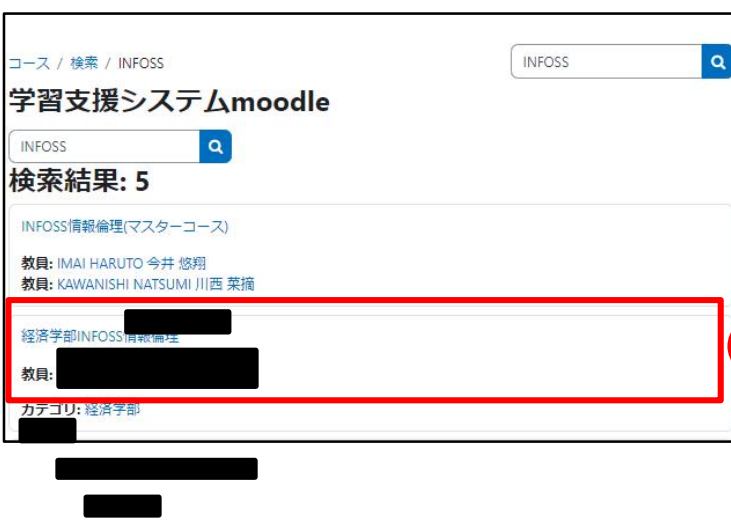 コース / 検索 / INFOSS
INFOSS
学習支援システムmoodle
INFOSS
検索結果: 5
INFOSS情報倫理(マスターコース)
教員: IMAI HARUTO 今井 悠翔
教員: KAWANISHI NATSUMI 川西 菜摘
経済学部INFOSS情報倫理
教員:
カテゴリ: 経済学部